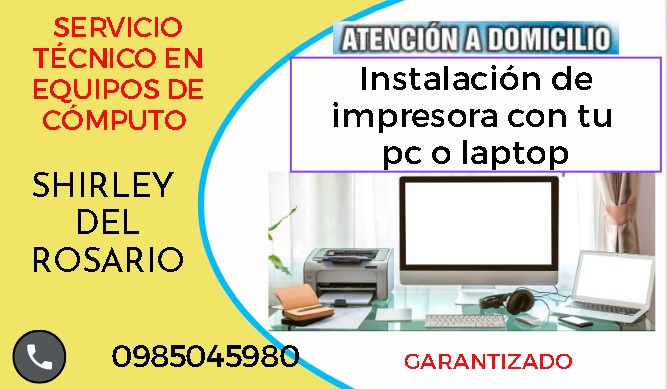 SERVICIO
TÉCNICO EN
EQUIPOS DE
CÓMPUTO
SHIRLEY
DEL
ROSARIO
0985045980
ATENCIÓN A DOMICILIO
Instalación de
impresora con tu
pc o laptop
GARANTIZADO